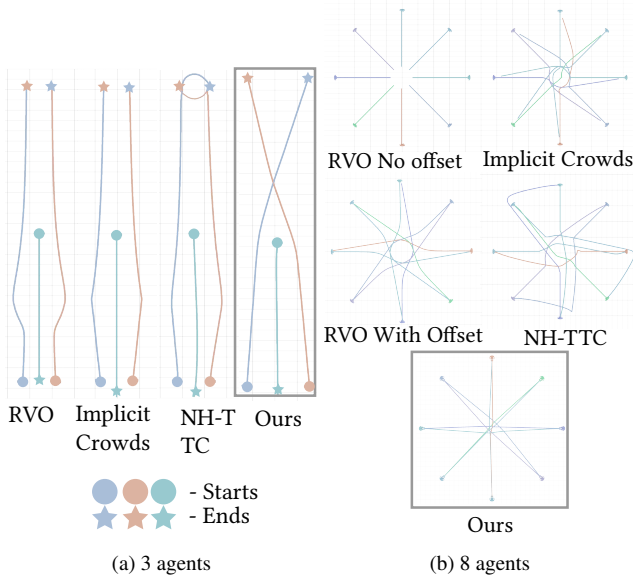 RVO
Implicit
Crowds
NH-T
TC
Ours
- Starts
- Ends
(a) 3 agents
RVO No offset
Implicit Crowds
RVO With Offset
NH-TTC
Ours
(b) 8 agents